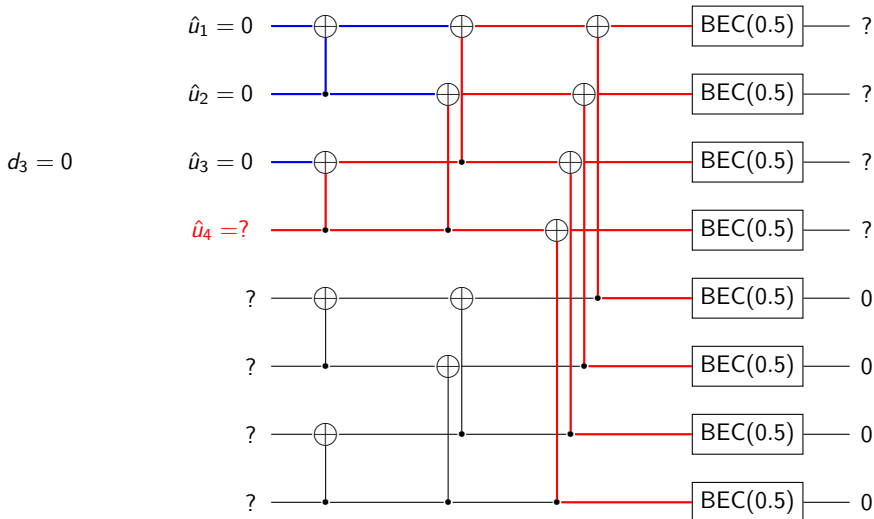 û₁ = 0 BEC(0.5) ?
û₂ = 0 BEC(0.5) ?
d₃ = 0 û₃ = 0 BEC(0.5) ?
û₄ =? BEC(0.5) ?
? BEC(0.5) 0
? BEC(0.5) 0
? BEC(0.5) 0
? BEC(0.5) 0